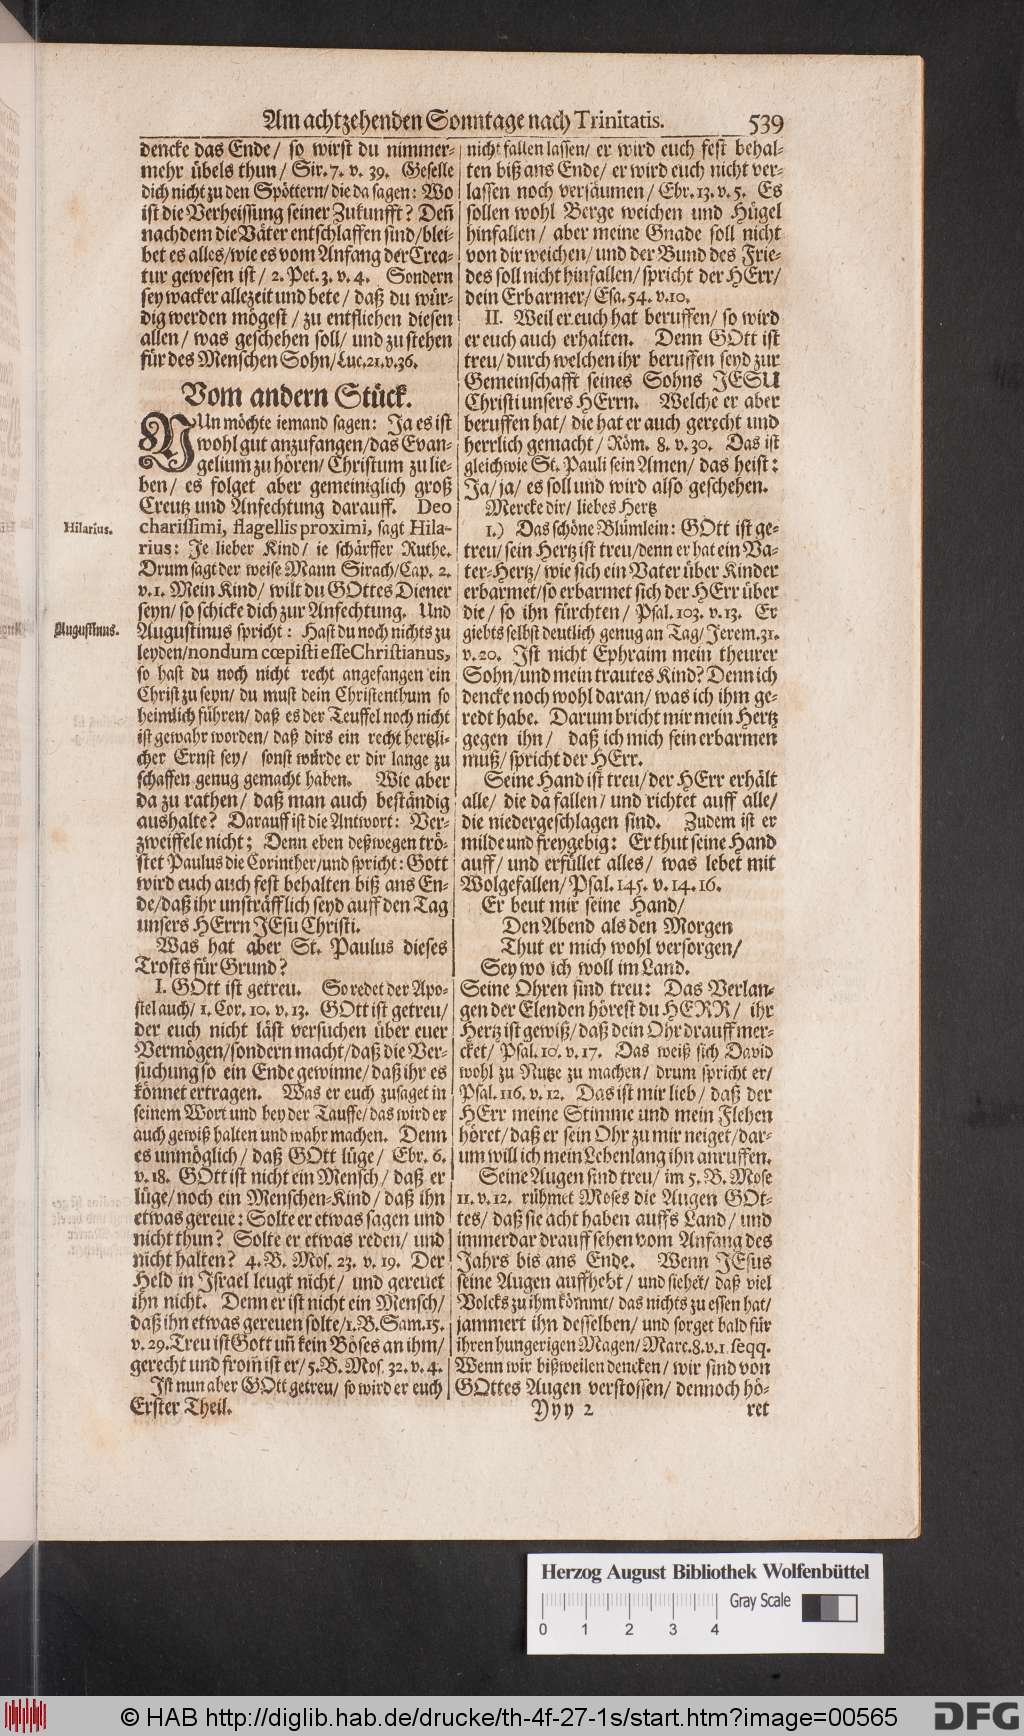 Am achtzehenden Sonntage nach Trinitatis. 539
dencke das Ende / so wirst du nimmer-
mehr übels thun / Sir. 7. v. 39. Geselle
dich nicht zu den Spöttern / die da sagen: Wo
ist die Verheissung seiner Zukunfft? Deñ
nachdem die Väter entschlaffen sind / blei-
bet es alles / wie es vom Anfang der Crea-
tur gewesen ist / 2. Pet. 3. v. 4. Sondern
sey wacker allezeit und bete / daß du wür-
dig werden mögest / zu entfliehen diesen
allen / was geschehen soll / und zu stehen
für des Menschen Sohn / Luc. 21. v. 36.
Vom andern Stück.
NUn möchte iemand sagen: Ja es ist
wohl gut anzufangen / das Evan-
gelium zu hören / Christum zu lie-
ben / es folget aber gemeiniglich groß
Creutz und Anfechtung darauff. Deo
Hilarius.
charissimi, flagellis proximi, sagt Hila-
rius: Je lieber Kind / ie schärffer Ruthe.
Drum sagt der weise Mann Sirach / Cap. 2.
v. 1. Mein Kind / wilt du GOttes Diener
seyn / so schicke dich zur Anfechtung. Und
Augustinus.
Augustinus spricht: Hast du noch nichts zu
leyden / nondum cœpisti esse Christianus,
so hast du noch nicht recht angefangen ein
Christ zu seyn / du must dein Christenthum so
heimlich führen / daß es der Teuffel noch nicht
ist gewahr worden / daß dirs ein recht hertzli-
cher Ernst sey / sonst würde er dir lange zu
schaffen genug gemacht haben. Wie aber
da zu rathen / daß man auch beständig
aushalte? Darauff ist die Antwort: Ver-
zweiffele nicht; Denn eben deßwegen trö-
stet Paulus die Corinther / und spricht: Gott
wird euch auch fest behalten biß ans En-
de / daß ihr unsträfflich seyd auff den Tag
unsers HErrn JEsu Christi.
Was hat aber St. Paulus dieses
Trosts für Grund?
I. GOtt ist getreu. So redet der Apo-
stel auch / 1. Cor. 10. v. 13. GOtt ist getreu /
der euch nicht läst versuchen über euer
Vermögen / sondern macht / daß die Ver-
suchung so ein Ende gewinne / daß ihr es
könnet ertragen. Was er euch zusaget in
seinem Wort und bey der Tauffe / das wird er
auch gewiß halten und wahr machen. Denn
es unmöglich / daß GOtt lüge / Ebr. 6.
v. 18. GOtt ist nicht ein Mensch / daß er
lüge / noch ein Menschen-Kind / daß ihn
etwas gereue: Solte er etwas sagen und
nicht thun? Solte er etwas reden / und
nicht halten? 4. B. Mos. 23. v. 19. Der
Held in Israel leugt nicht / und gereuet
ihn nicht. Denn er ist nicht ein Mensch /
daß ihn etwas gereuen solte / 1. B. Sam. 15.
v. 29. Treu ist Gott uñ kein Böses an ihm /
gerecht und from̃ ist er / 5. B. Mos. 32. v. 4.
Ist nun aber GOtt getreu / so wird er euch
nicht fallen lassen / er wird euch fest behal-
ten biß ans Ende / er wird euch nicht ver-
lassen noch versäumen / Ebr. 13. v. 5. Es
sollen wohl Berge weichen und Hügel
hinfallen / aber meine Gnade soll nicht
von dir weichen / und der Bund des Frie-
des soll nicht hinfallen / spricht der HErr /
dein Erbarmer / Esa. 54. v. 10.
II. Weil er euch hat beruffen / so wird
er euch auch erhalten. Denn GOtt ist
treu / durch welchen ihr beruffen seyd zur
Gemeinschafft seines Sohns JESU
Christi unsers HErrn. Welche er aber
beruffen hat / die hat er auch gerecht und
herrlich gemacht / Röm. 8. v. 30. Das ist
gleichwie St. Pauli sein Amen / das heist:
Ja / ja / es soll und wird also geschehen.
Mercke dir / liebes Hertz
1.) Das schöne Blümlein: GOtt ist ge-
treu / sein Hertz ist treu / denn er hat ein Va-
ter-Hertz / wie sich ein Vater über Kinder
erbarmet / so erbarmet sich der HErr über
die / so ihn fürchten / Psal. 103. v. 13. Er
giebts selbst deutlich genug an Tag / Jerem. 31.
v. 20. Ist nicht Ephraim mein theurer
Sohn / und mein trautes Kind? Denn ich
dencke noch wohl daran / was ich ihm ge-
redt habe. Darum bricht mir mein Hertz
gegen ihn / daß ich mich sein erbarmen
muß / spricht der HErr.
Seine Hand ist treu / der HErr erhält
alle / die da fallen / und richtet auff alle /
die niedergeschlagen sind. Zudem ist er
milde und freygebig: Er thut seine Hand
auff / und erfüllet alles / was lebet mit
Wolgefallen / Psal. 145. v. 14. 16.
Er beut mir seine Hand /
Den Abend als den Morgen
Thut er mich wohl versorgen /
Sey wo ich woll im Land.
Seine Ohren sind treu: Das Verlan-
gen der Elenden hörest du HERR / ihr
Hertz ist gewiß / daß dein Ohr drauff mer-
cket / Psal. 10. v. 17. Das weiß sich David
wohl zu Nutze zu machen / drum spricht er /
Psal. 116. v. 12. Das ist mir lieb / daß der
HErr meine Stimme und mein Flehen
höret / daß er sein Ohr zu mir neiget / dar-
um will ich mein Lebenlang ihn anruffen.
Seine Augen sind treu / im 5. B. Mose
11. v. 12. rühmet Moses die Augen GOt-
tes / daß sie acht haben auffs Land / und
immerdar drauff sehen vom Anfang des
Jahrs bis ans Ende. Wenn JEsus
seine Augen auffhebt / und siehet / daß viel
Volcks zu ihm köm̃t / das nichts zu essen hat /
jammert ihn desselben / und sorget bald für
ihren hungerigen Magen / Marc. 8. v. 1. seqq.
Wenn wir bißweilen dencken / wir sind von
GOttes Augen verstossen / dennoch hö-
Erster Theil. Yyy 2 ret
Herzog August Bibliothek Wolfenbüttel
Gray Scale
0 1 2 3 4
© HAB http://diglib.hab.de/drucke/th-4f-27-1s/start.htm?image=00565
DFG